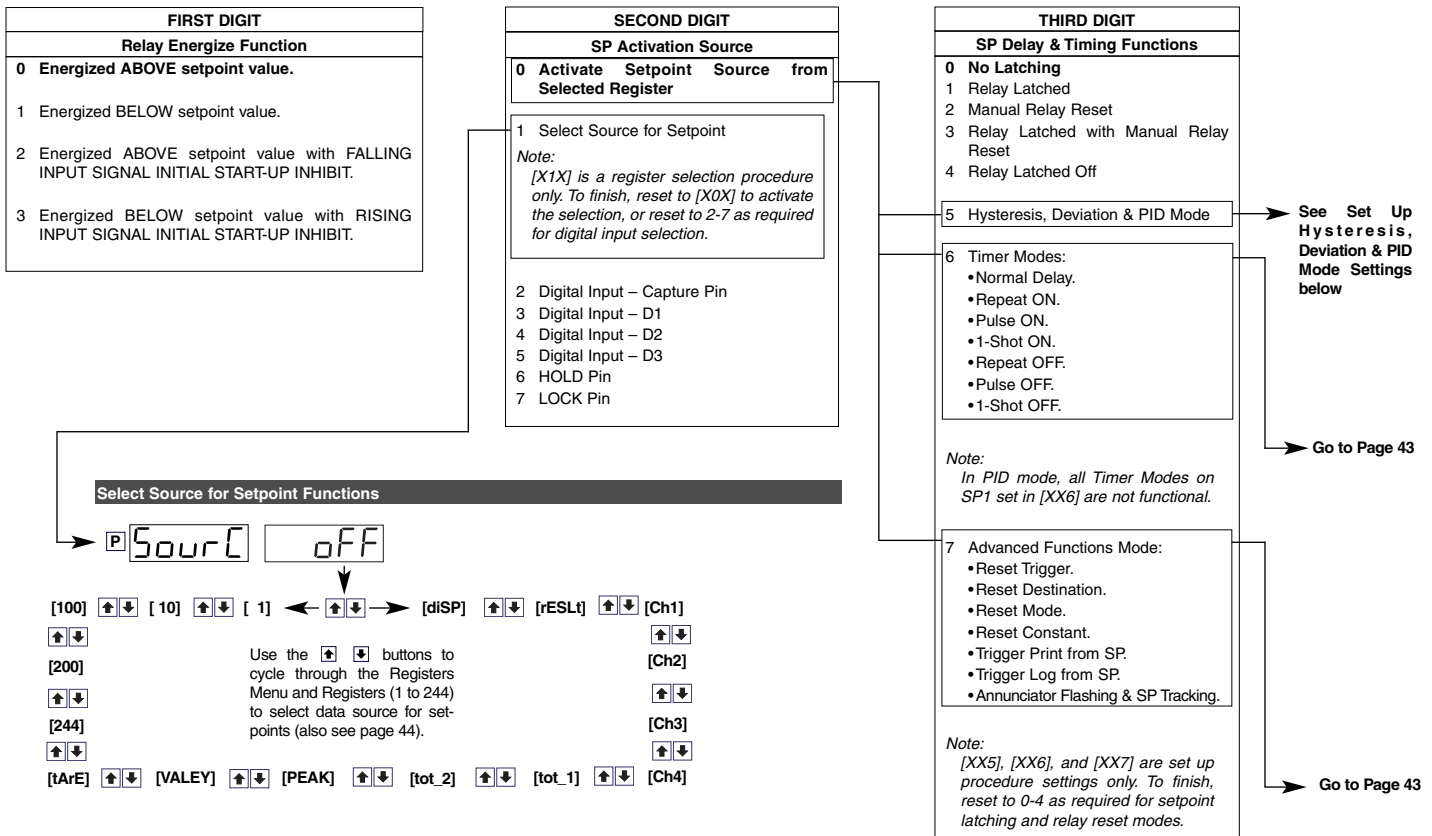 FIRST DIGIT
Relay Energize Function
0 Energized ABOVE setpoint value.
1 Energized BELOW setpoint value.
2 Energized ABOVE setpoint value with FALLING
INPUT SIGNAL INITIAL START-UP INHIBIT.
3 Energized BELOW setpoint value with RISING
INPUT SIGNAL INITIAL START-UP INHIBIT.
SECOND DIGIT
SP Activation Source
0 Activate Setpoint Source from
Selected Register
1 Select Source for Setpoint
Note:
[X1X] is a register selection procedure
only. To finish, reset to [X0X] to activate
the selection, or reset to 2-7 as required
for digital input selection.
2 Digital Input – Capture Pin
3 Digital Input – D1
4 Digital Input – D2
5 Digital Input – D3
6 HOLD Pin
7 LOCK Pin
THIRD DIGIT
SP Delay & Timing Functions
0 No Latching
1 Relay Latched
2 Manual Relay Reset
3 Relay Latched with Manual Relay
Reset
4 Relay Latched Off
5 Hysteresis, Deviation & PID Mode
See Set Up
Hysteresis,
Deviation & PID
Mode Settings
below
6 Timer Modes:
•Normal Delay.
•Repeat ON.
•Pulse ON.
•1-Shot ON.
•Repeat OFF.
•Pulse OFF.
•1-Shot OFF.
Go to Page 43
Note:
In PID mode, all Timer Modes on
SP1 set in [XX6] are not functional.
7 Advanced Functions Mode:
•Reset Trigger.
•Reset Destination.
•Reset Mode.
•Reset Constant.
•Trigger Print from SP.
•Trigger Log from SP.
•Annunciator Flashing & SP Tracking.
Go to Page 43
Note:
[XX5], [XX6], and [XX7] are set up
procedure settings only. To finish,
reset to 0-4 as required for setpoint
latching and relay reset modes.
Select Source for Setpoint Functions
P SourC oFF
[100] [ 10] [ 1] [diSP] [rESLt] [Ch1]
[200] [Ch2]
[244] [Ch3]
Use the buttons to
cycle through the Registers
Menu and Registers (1 to 244)
to select data source for set-
points (also see page 44).
[tArE] [VALEY] [PEAK] [tot_2] [tot_1] [Ch4]